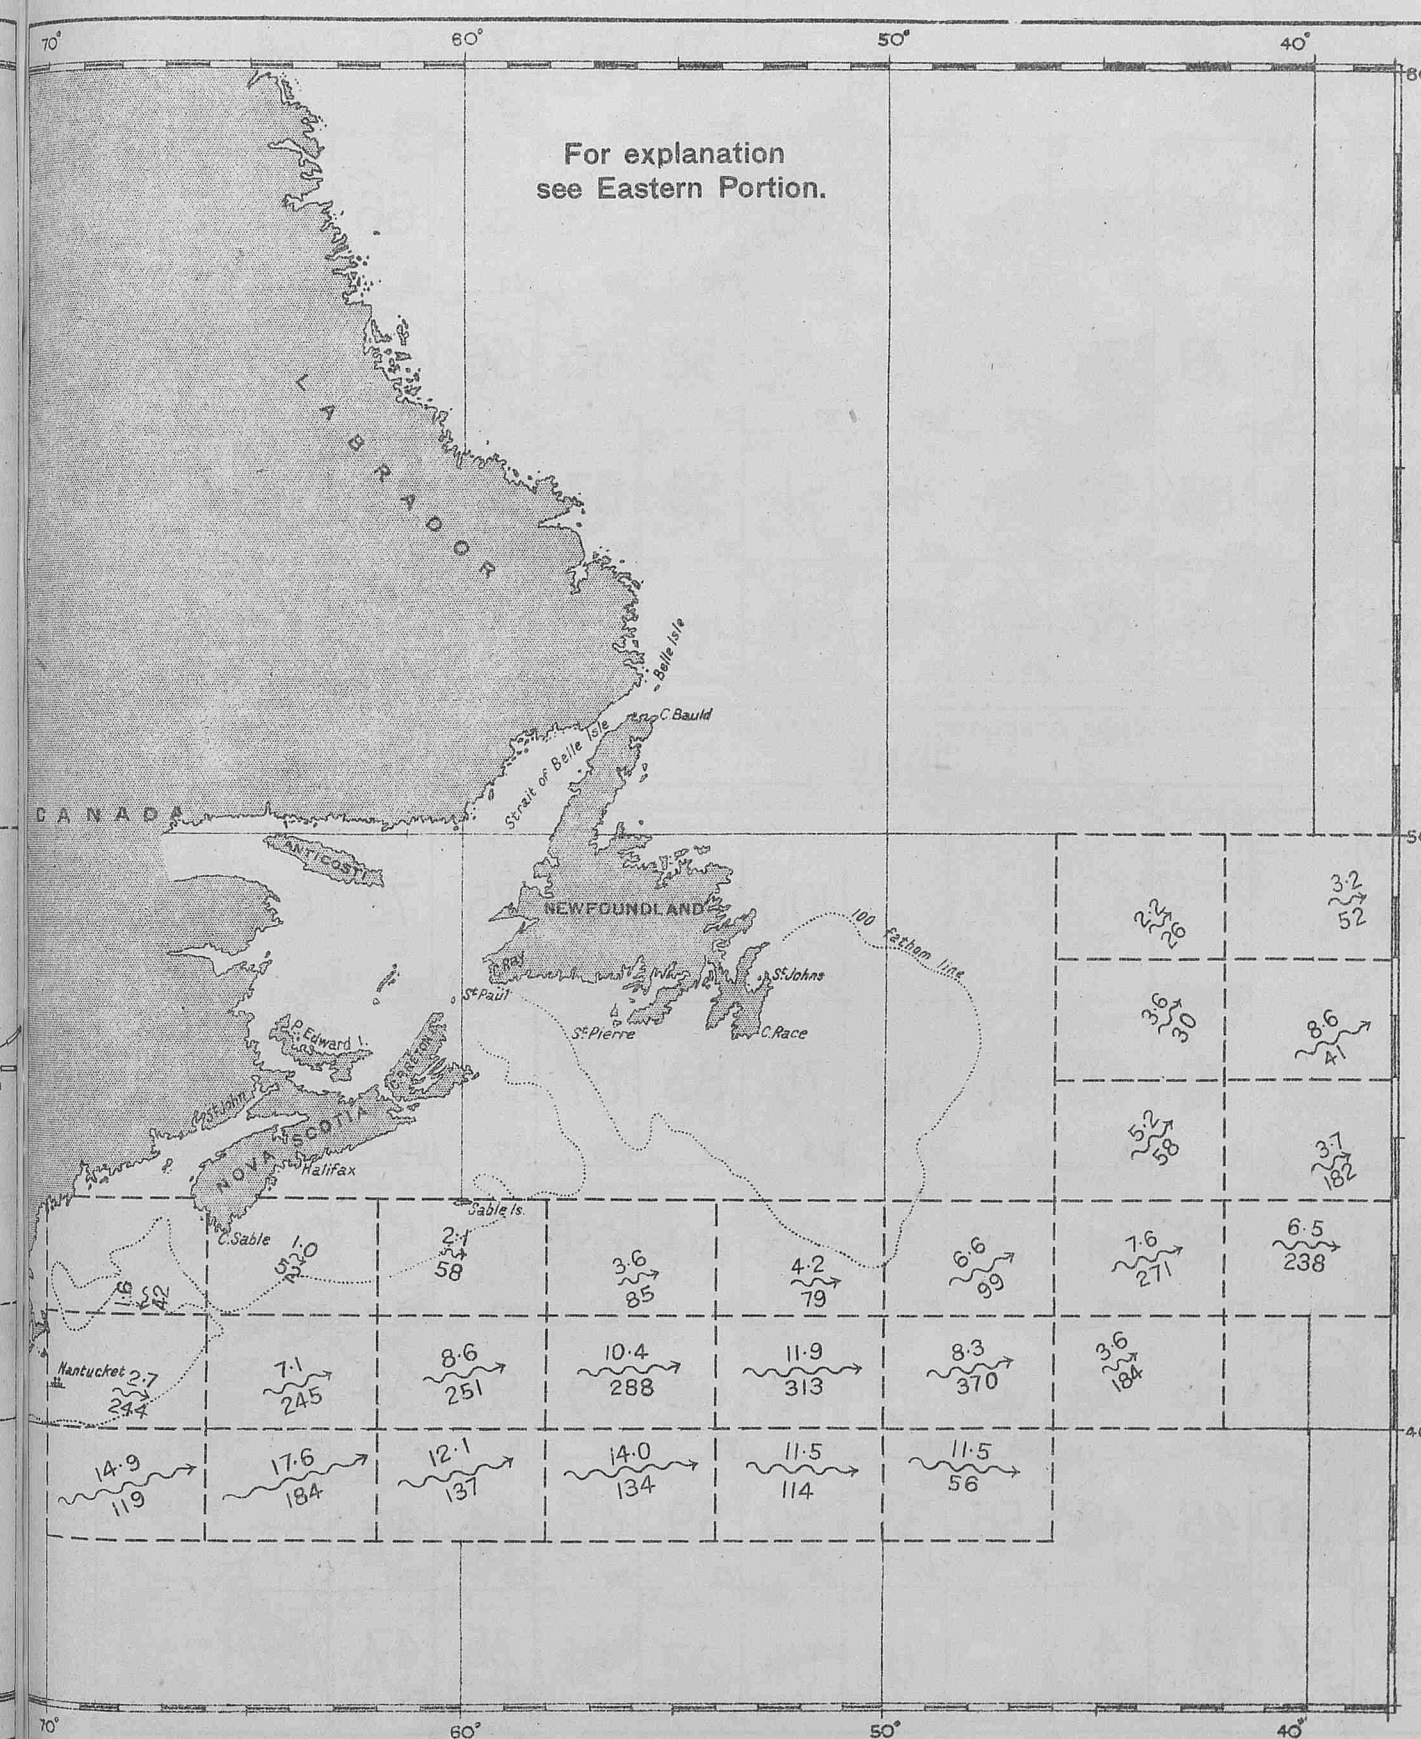 70° 60° 50° 40°
For explanation
see Eastern Portion.
LABRADOR
Belle Isle
C. Bauld
Strait of Belle Isle
CANADA
ANTICOSTI
NEWFOUNDLAND
100 fathom line
3·2
52
2·2
26
Ray
St Paul
St Johns
P. Edward I.
St Pierre
C. Race
3·6
30
8·6
41
St John
NOVA SCOTIA
Halifax
5·2
58
3·7
182
Sable Is.
C. Sable
1·6
42
1·0
52
2·1
58
3·6
85
4·2
79
6·6
99
7·6
271
6·5
238
Nantucket
2·7
244
7·1
245
8·6
251
10·4
288
11·9
313
8·3
370
3·6
184
14·9
119
17·6
184
12·1
137
14·0
134
11·5
114
11·5
56
70° 60° 50° 40°